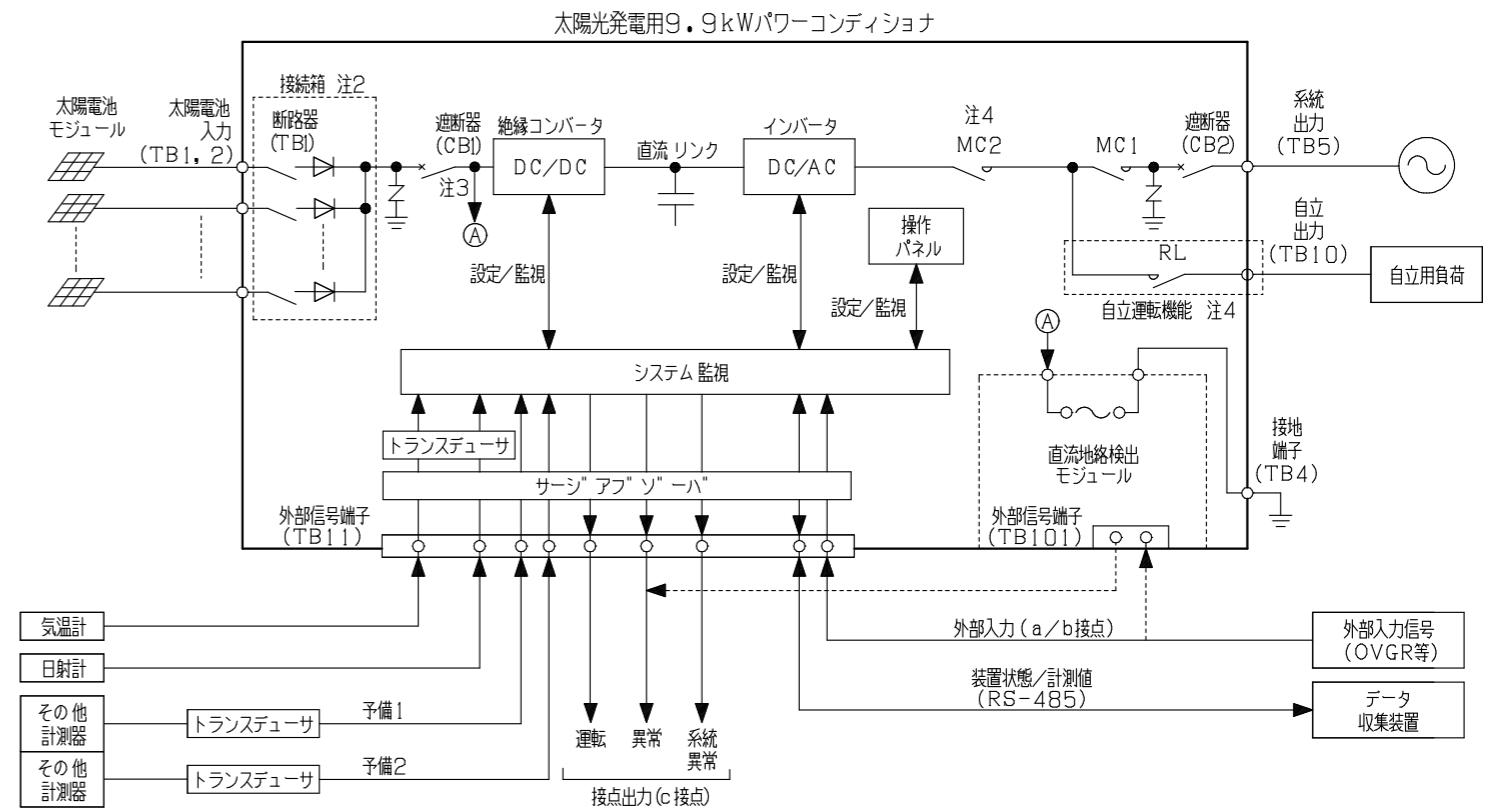 太陽光発電用9.9kWパワーコンディショナ
接続箱 注2
太陽電池
モジュール
太陽電池
入力
(TB1, 2)
断路器
(TB1)
遮断器
(CB1)
注3
絶縁コンバータ
DC/DC
直流リンク
インバータ
DC/AC
注4
MC2
MC1
遮断器
(CB2)
系統
出力
(TB5)
A
操作
パネル
自立
出力
(TB10)
RL
自立用負荷
自立運転機能 注4
設定/監視
設定/監視
設定/監視
A
システム監視
トランスデューサ
サージアブソーバ
直流地絡検出
モジュール
接地
端子
(TB4)
外部信号端子
(TB11)
外部信号端子
(TB101)
気温計
日射計
その他
計測器
トランスデューサ
予備1
その他
計測器
トランスデューサ
予備2
運転
異常
系統
異常
接点出力(c接点)
外部入力(a/b接点)
外部入力信号
(OVGR等)
装置状態/計測値
(RS-485)
データ
収集装置